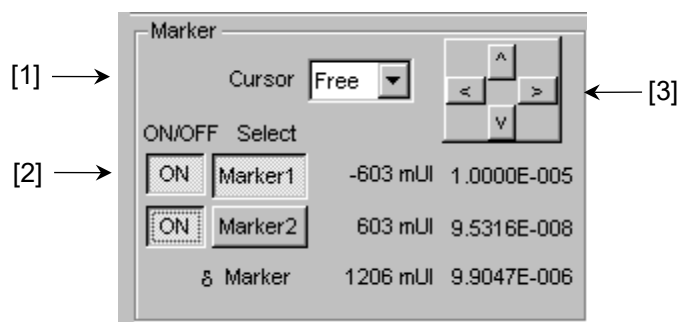 Marker
[1] Cursor Free ^
< > [3]
v
ON/OFF Select
[2] ON Marker1 -603 mUI 1.0000E-005
ON Marker2 603 mUI 9.5316E-008
δ Marker 1206 mUI 9.9047E-006